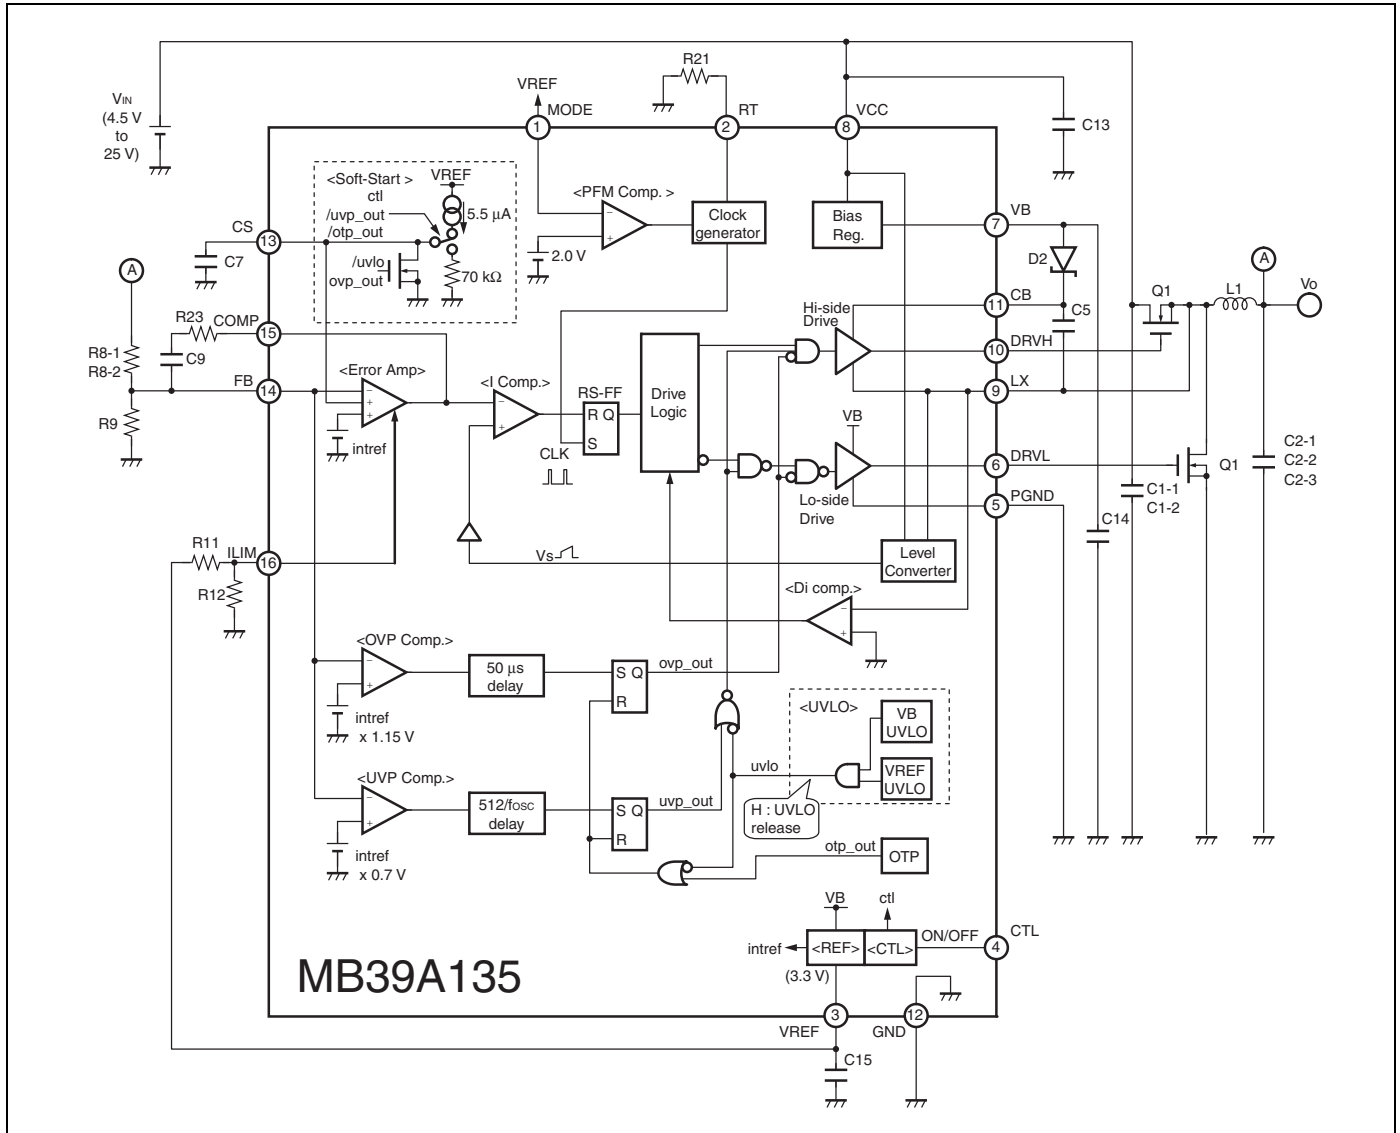 R21
VREF
MODE
RT
VCC
VIN
(4.5 V
to
25 V)
1
2
8
C13
<Soft-Start >
ctl
VREF
/uvp_out
/otp_out
5.5 μA
/uvlo
ovp_out
70 kΩ
<PFM Comp. >
−
+
2.0 V
Clock
generator
Bias
Reg.
7
VB
D2
CS
13
C7
A
A
Vo
L1
Q1
CB
11
C5
Hi-side
Drive
10
DRVH
R23
COMP
15
C9
R8-1
R8-2
FB
14
R9
<Error Amp>
−
+
+
intref
<I Comp.>
−
+
RS-FF
R Q
S
CLK
Drive
Logic
9
LX
VB
6
DRVL
Q1
5
PGND
Lo-side
Drive
C2-1
C2-2
C2-3
C1-1
C1-2
C14
R11
ILIM
16
R12
Vs
Level
Converter
<Di comp.>
−
+
<OVP Comp.>
−
+
50 μs
delay
S Q
R
ovp_out
intref
x 1.15 V
<UVLO>
VB
UVLO
VREF
UVLO
uvlo
H : UVLO
release
<UVP Comp.>
−
+
512/fOSC
delay
S Q
R
uvp_out
intref
x 0.7 V
otp_out
OTP
VB
ctl
intref
<REF>
<CTL>
ON/OFF
4
CTL
(3.3 V)
MB39A135
3
12
VREF
GND
C15